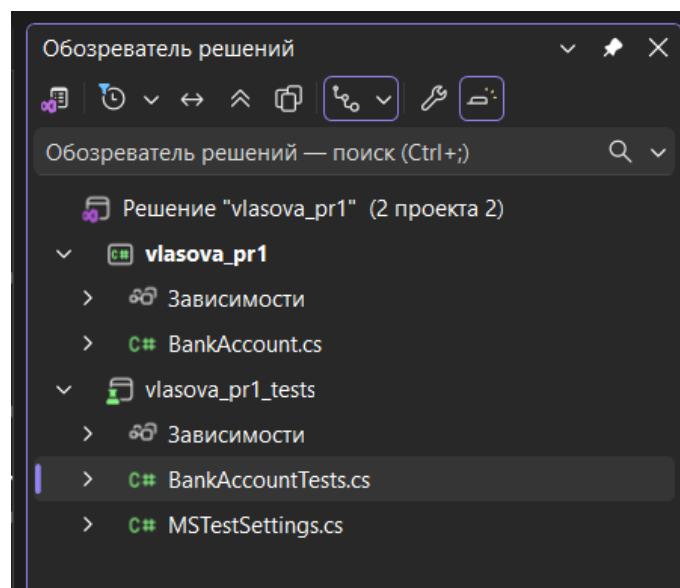 Обозреватель решений
Обозреватель решений — поиск (Ctrl+;)
Решение "vlasova_pr1" (2 проекта 2)
C# vlasova_pr1
Зависимости
C# BankAccount.cs
vlasova_pr1_tests
Зависимости
C# BankAccountTests.cs
C# MSTestSettings.cs